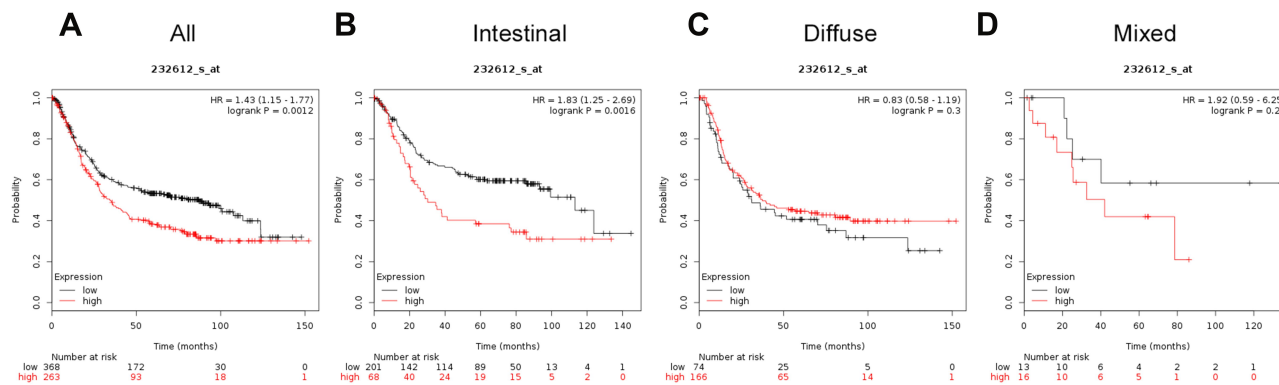 A All
232612_s_at
HR = 1.43 (1.15 - 1.77)
logrank P = 0.0012
Probability
1.0
0.8
0.6
0.4
0.2
0.0
Expression
low
high
0 50 100 150
Time (months)
Number at risk
low 368 172 30 0
high 263 93 18 1
B Intestinal
232612_s_at
HR = 1.83 (1.25 - 2.69)
logrank P = 0.0016
Probability
1.0
0.8
0.6
0.4
0.2
0.0
Expression
low
high
0 20 40 60 80 100 120 140
Time (months)
Number at risk
low 201 142 114 89 50 13 4 1
high 68 40 24 19 15 5 2 0
C Diffuse
232612_s_at
HR = 0.83 (0.58 - 1.19)
logrank P = 0.3
Probability
1.0
0.8
0.6
0.4
0.2
0.0
Expression
low
high
0 50 100 150
Time (months)
Number at risk
low 74 25 5 0
high 166 65 14 1
D Mixed
232612_s_at
HR = 1.92 (0.59 - 6.25
logrank P = 0.2
Probability
1.0
0.8
0.6
0.4
0.2
0.0
Expression
low
high
0 20 40 60 80 100 120
Time (months)
Number at risk
low 13 10 6 4 2 2 1
high 16 10 6 5 1 0 0